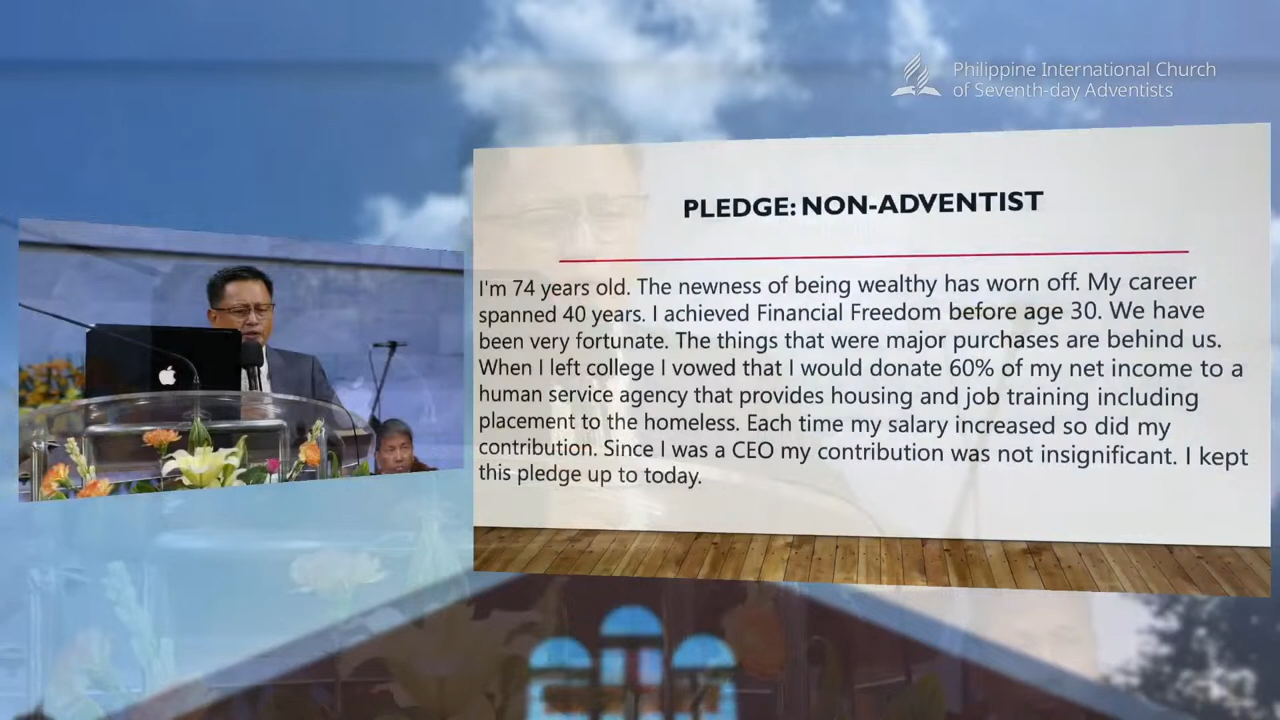 Philippine International Church
of Seventh-day Adventists
PLEDGE: NON-ADVENTIST
I'm 74 years old. The newness of being wealthy has worn off. My career
spanned 40 years. I achieved Financial Freedom before age 30. We have
been very fortunate. The things that were major purchases are behind us.
When I left college I vowed that I would donate 60% of my net income to a
human service agency that provides housing and job training including
placement to the homeless. Each time my salary increased so did my
contribution. Since I was a CEO my contribution was not insignificant. I kept
this pledge up to today.